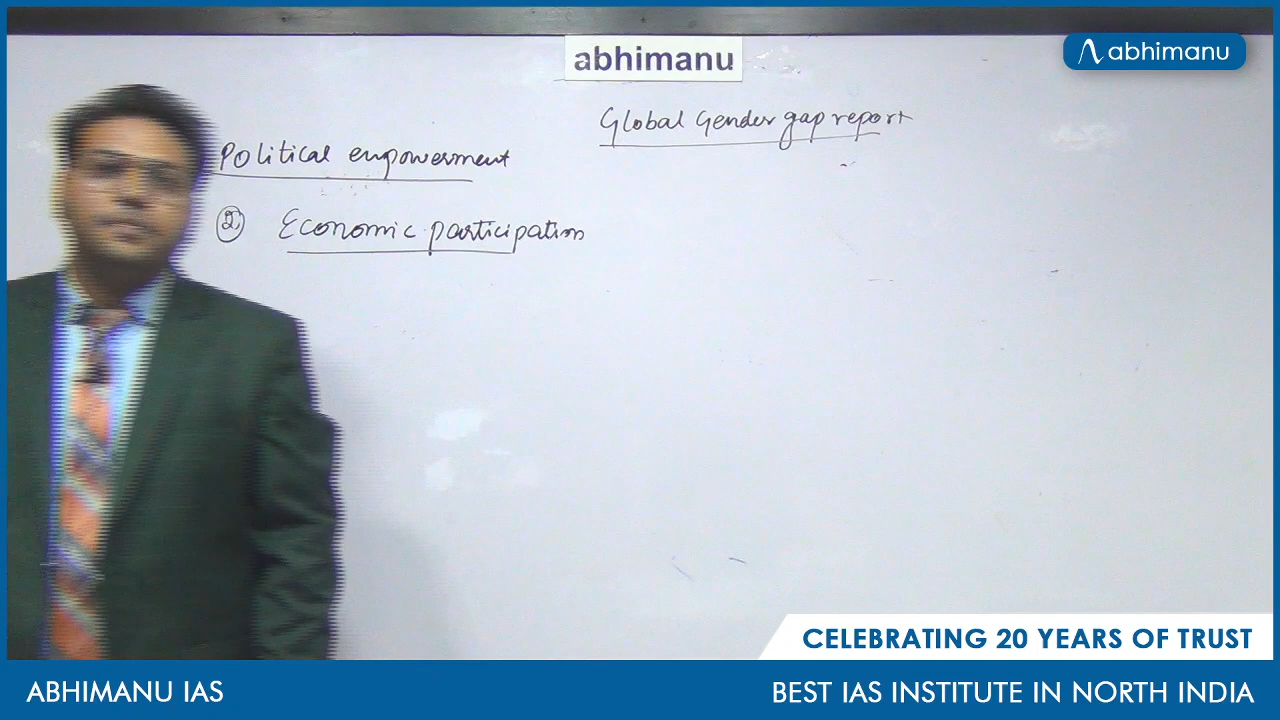 abhimanu
abhimanu
Global Gender gap report
Political empowerment
② Economic participation
CELEBRATING 20 YEARS OF TRUST
ABHIMANU IAS
BEST IAS INSTITUTE IN NORTH INDIA